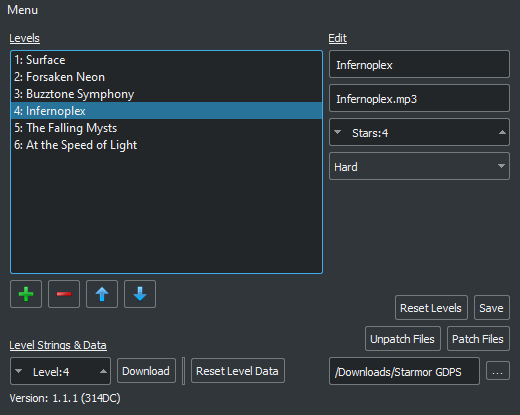 Menu
Levels
1: Surface
2: Forsaken Neon
3: Buzztone Symphony
4: Infernoplex
5: The Falling Mysts
6: At the Speed of Light
Edit
Infernoplex
Infernoplex.mp3
Stars:4
Hard
Reset Levels Save
Unpatch Files Patch Files
Level Strings & Data
Level:4 Download Reset Level Data
/Downloads/Starmor GDPS ...
Version: 1.1.1 (314DC)